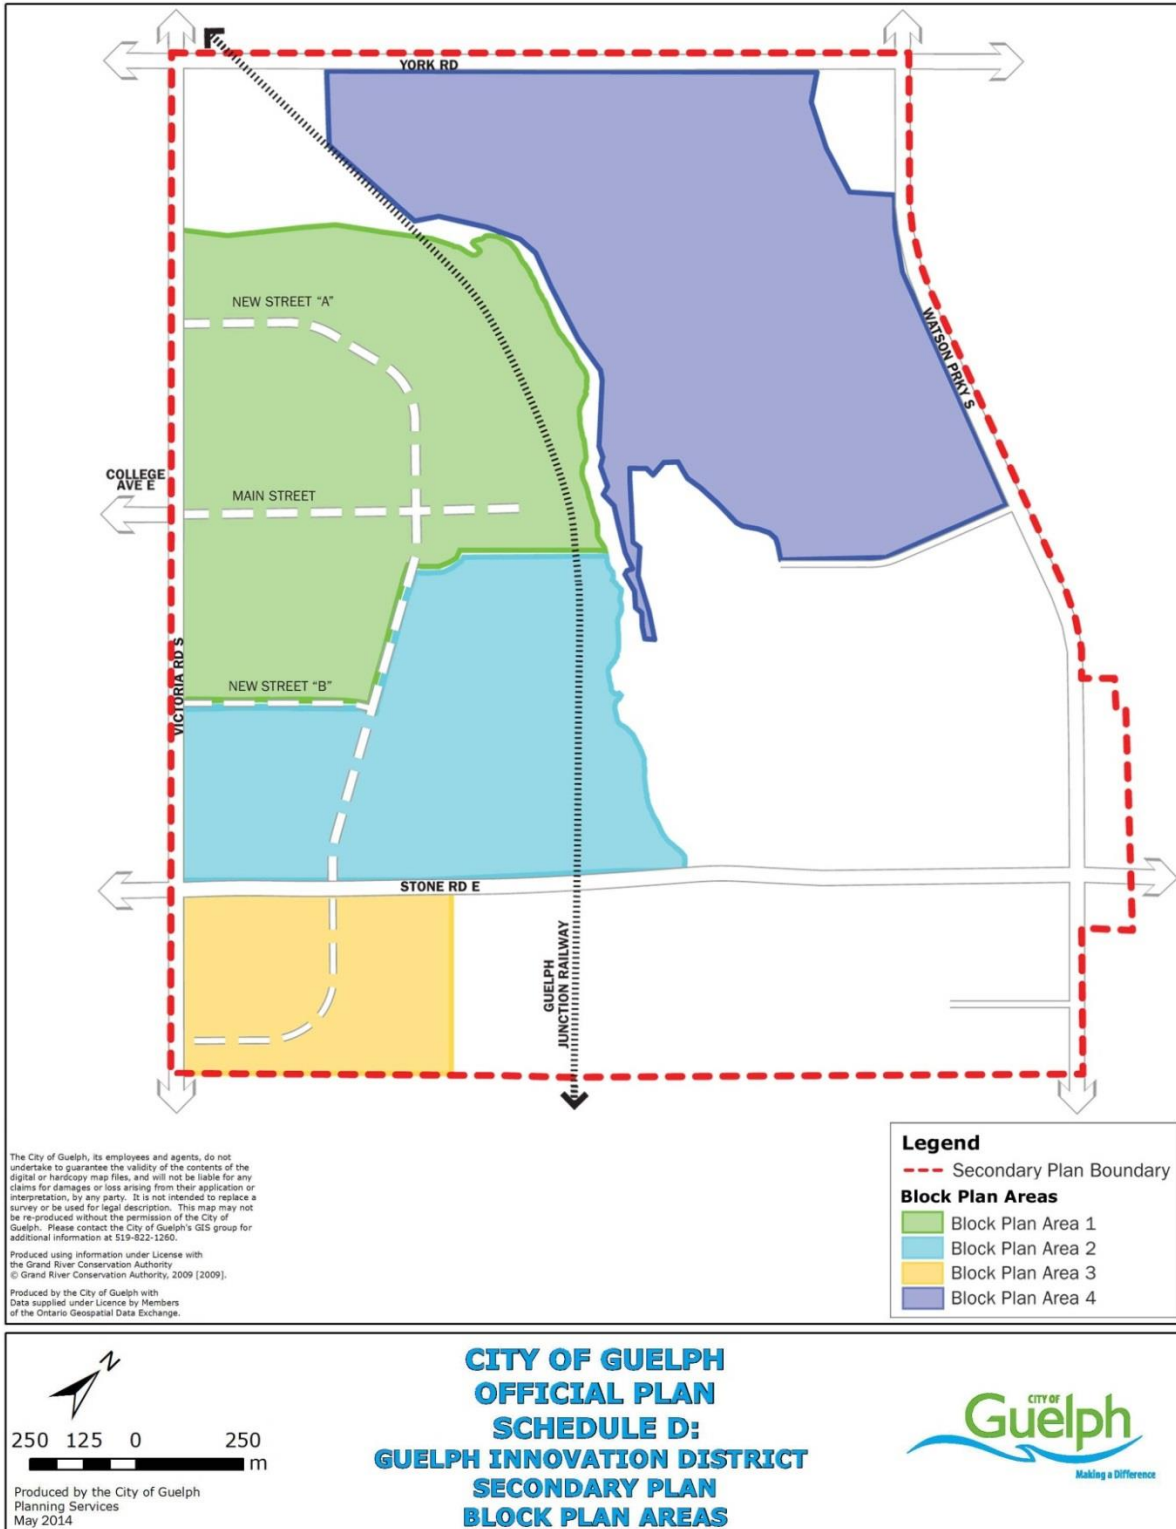 YORK RD
NEW STREET "A"
WATSON PRKY S
COLLEGE
AVE E
MAIN STREET
VICTORIA RD S
NEW STREET "B"
STONE RD E
GUELPH
JUNCTION RAILWAY
The City of Guelph, its employees and agents, do not
undertake to guarantee the validity of the contents of the
digital or hardcopy map files, and will not be liable for any
claims for damages or loss arising from their application or
interpretation, by any party. It is not intended to replace a
survey or be used for legal description. This map may not
be re-produced without the permission of the City of
Guelph. Please contact the City of Guelph's GIS group for
additional information at 519-822-1260.
Produced using information under License with
the Grand River Conservation Authority
© Grand River Conservation Authority, 2009 [2009].
Produced by the City of Guelph with
Data supplied under Licence by Members
of the Ontario Geospatial Data Exchange.
Legend
Secondary Plan Boundary
Block Plan Areas
Block Plan Area 1
Block Plan Area 2
Block Plan Area 3
Block Plan Area 4
N
250 125 0 250
m
Produced by the City of Guelph
Planning Services
May 2014
CITY OF GUELPH
OFFICIAL PLAN
SCHEDULE D:
GUELPH INNOVATION DISTRICT
SECONDARY PLAN
BLOCK PLAN AREAS
CITY OF
Guelph
Making a Difference